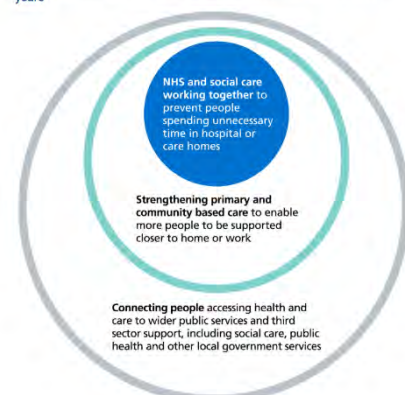 years
NHS and social care
working together to
prevent people
spending unnecessary
time in hospital or
care homes
Strengthening primary and
community based care to enable
more people to be supported
closer to home or work
Connecting people accessing health and
care to wider public services and third
sector support, including social care, public
health and other local government services